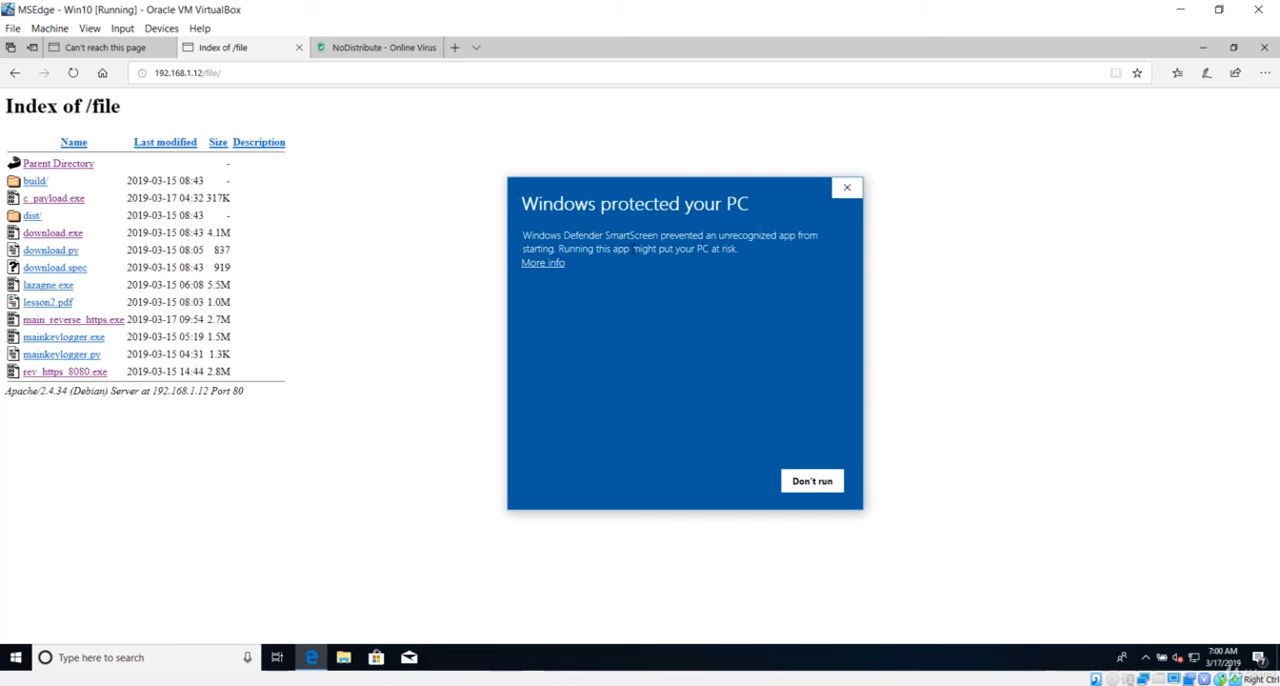 MSEdge - Win10 [Running] - Oracle VM VirtualBox
File Machine View Input Devices Help
Can't reach this page
Index of /file
NoDistribute - Online Virus
192.168.1.12/file/
Index of /file
Name Last modified Size Description
Parent Directory -
build/ 2019-03-15 08:43 -
c_payload.exe 2019-03-17 04:32 317K
dist/ 2019-03-15 08:43 -
download.exe 2019-03-15 08:43 4.1M
download.py 2019-03-15 08:05 837
download.spec 2019-03-15 08:43 919
lazagne.exe 2019-03-15 06:08 5.5M
lesson2.pdf 2019-03-15 08:03 1.0M
main_reverse_https.exe 2019-03-17 09:54 2.7M
mainkeylogger.exe 2019-03-15 05:19 1.5M
mainkeylogger.py 2019-03-15 04:31 1.3K
rev_https_8080.exe 2019-03-15 14:44 2.8M
Apache/2.4.34 (Debian) Server at 192.168.1.12 Port 80
Windows protected your PC
Windows Defender SmartScreen prevented an unrecognized app from
starting. Running this app might put your PC at risk.
More info
Don't run
Type here to search
7:00 AM
3/17/2019
Right Ctrl